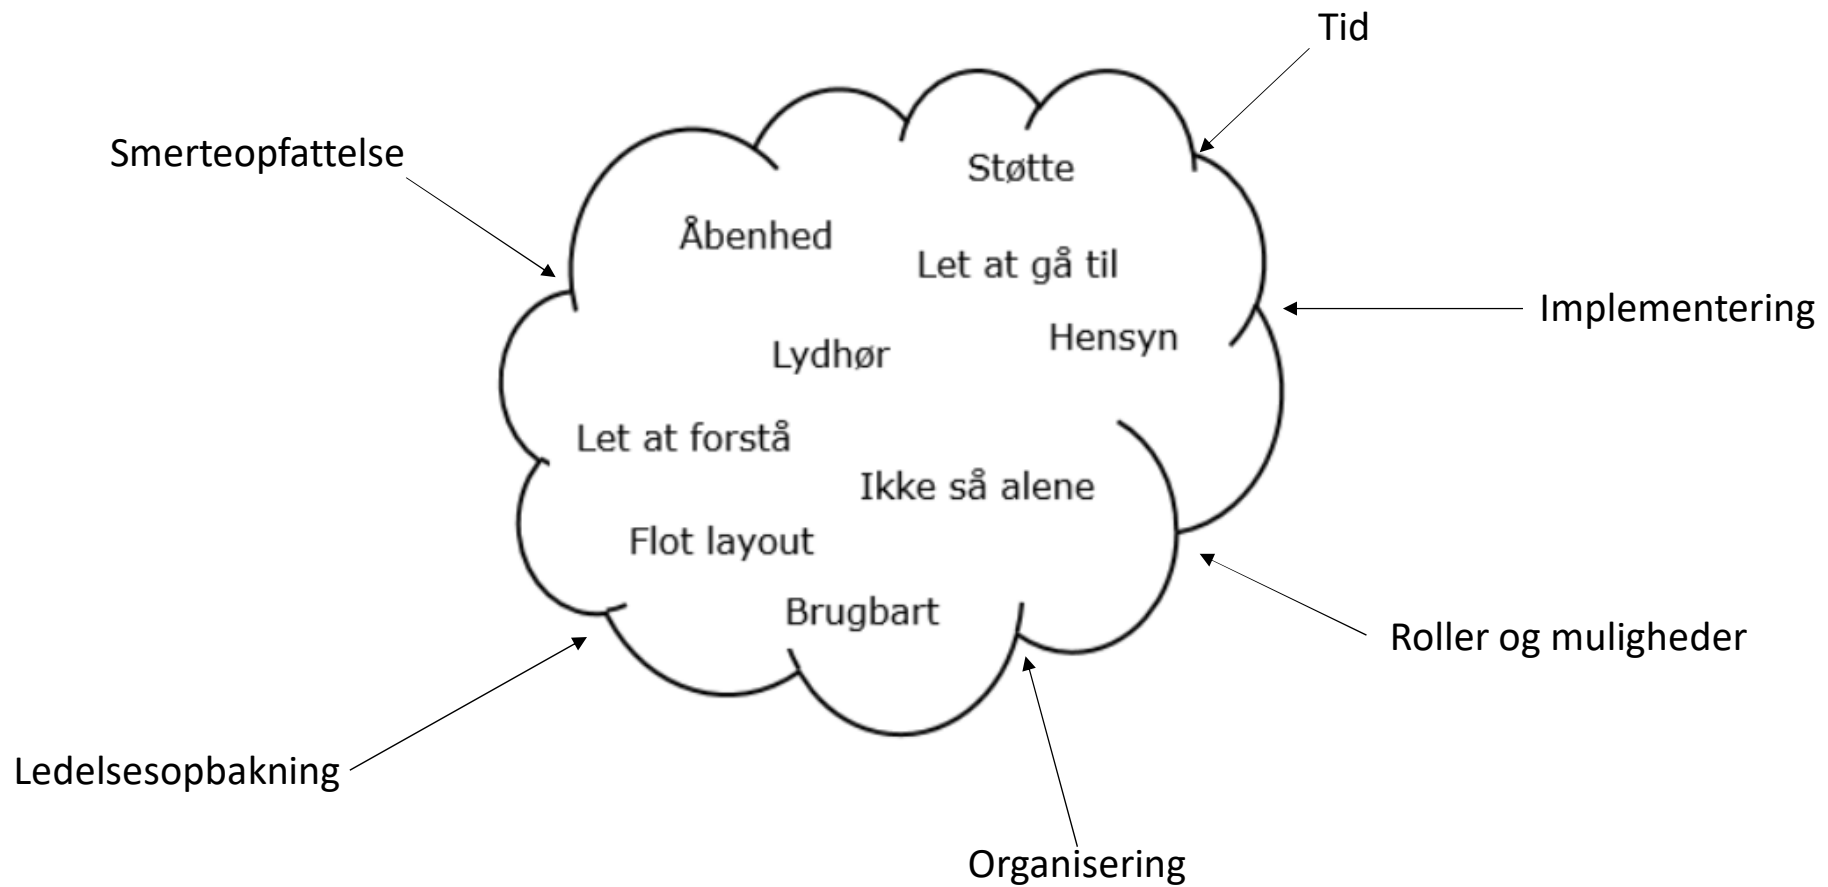 Tid
Smerteopfattelse
Støtte
Åbenhed
Let at gå til
Implementering
Hensyn
Lydhør
Let at forstå
Ikke så alene
Flot layout
Brugbart
Roller og muligheder
Ledelsesopbakning
Organisering